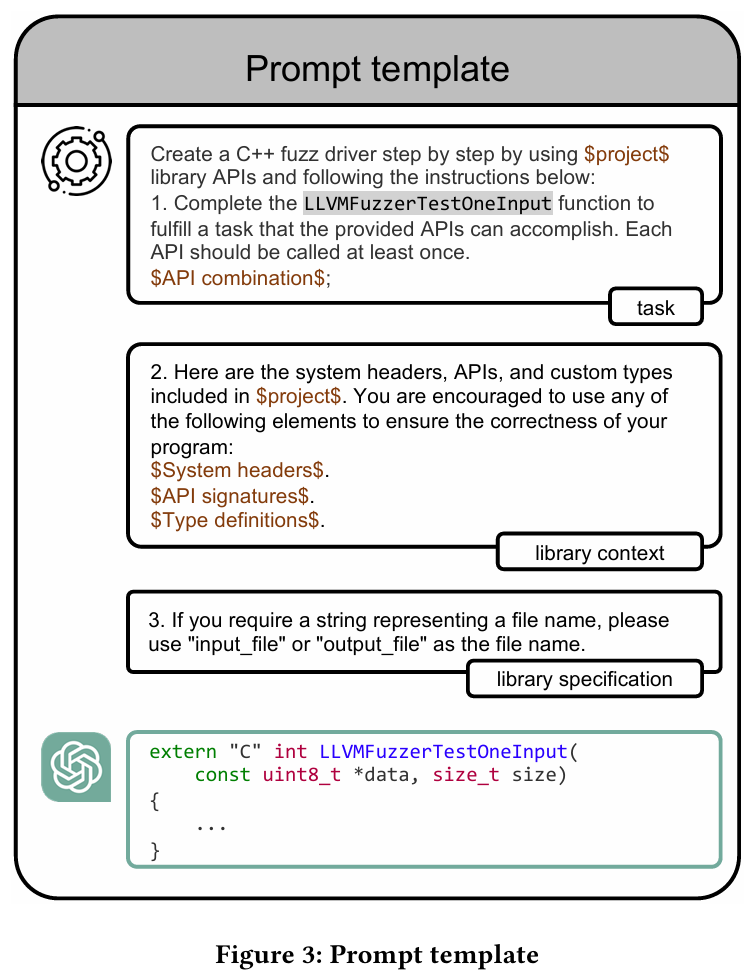 Prompt template
Create a C++ fuzz driver step by step by using $project$
library APIs and following the instructions below:
1. Complete the LLVMFuzzerTestOneInput function to
fulfill a task that the provided APIs can accomplish. Each
API should be called at least once.
$API combination$;
task
2. Here are the system headers, APIs, and custom types
included in $project$. You are encouraged to use any of
the following elements to ensure the correctness of your
program:
$System headers$.
$API signatures$.
$Type definitions$.
library context
3. If you require a string representing a file name, please
use "input_file" or "output_file" as the file name.
library specification
extern "C" int LLVMFuzzerTestOneInput(
    const uint8_t *data, size_t size)
{
    ...
}
Figure 3: Prompt template